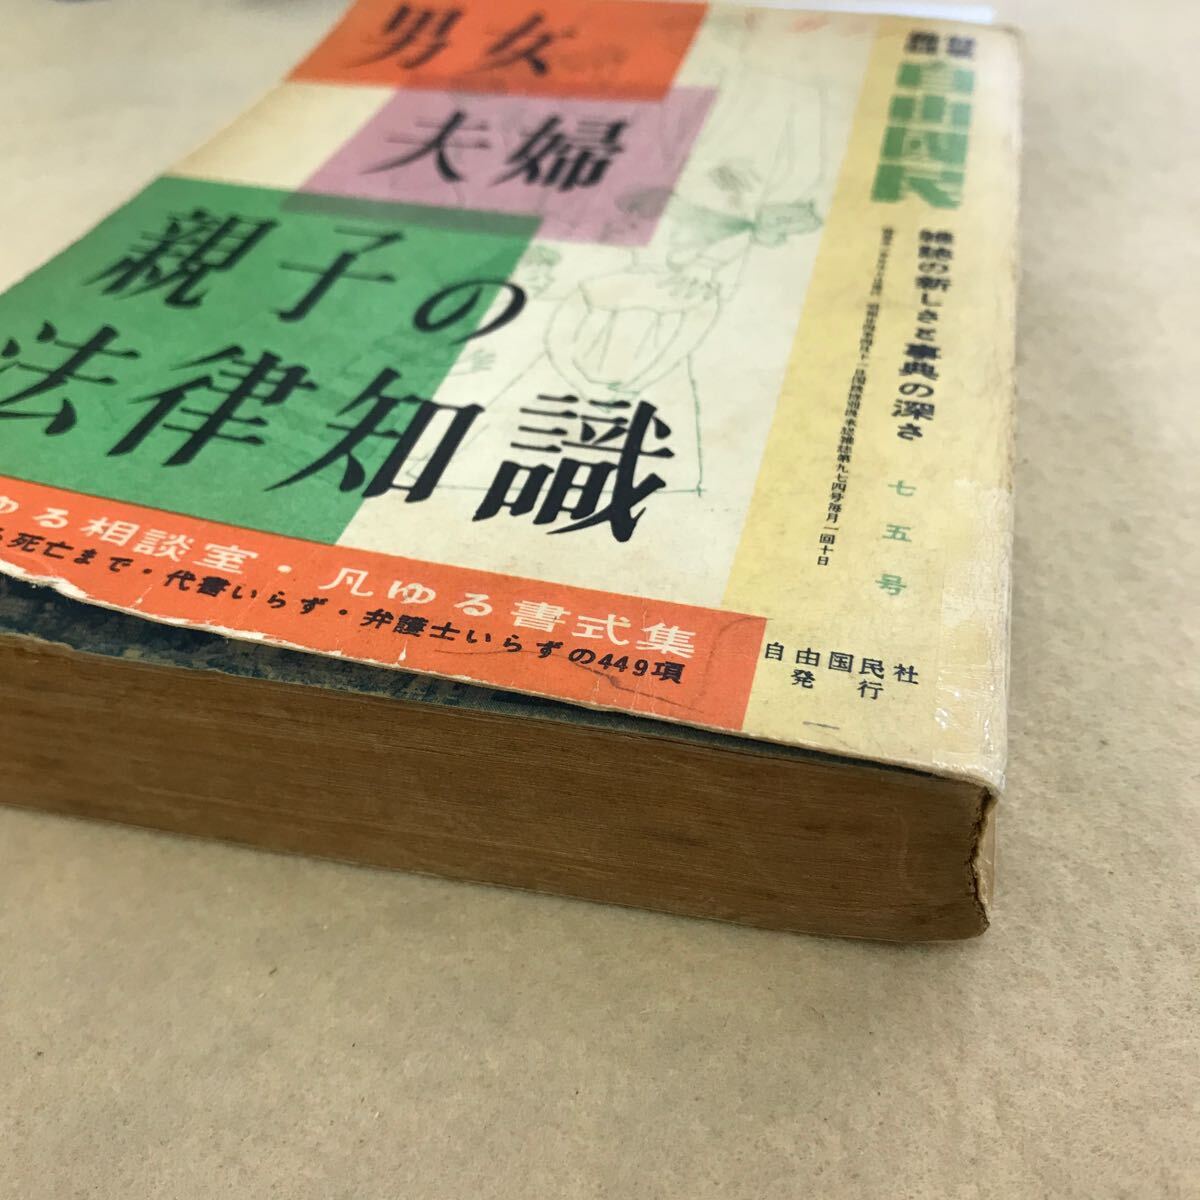 男女
夫婦
親子の
法律知識
ゆる相談室・凡ゆる書式集
死亡まで・代書いらず・弁護士いらずの449項
自由国民
雑誌の新しさと事典の深さ
七五号
自由国民社
発行